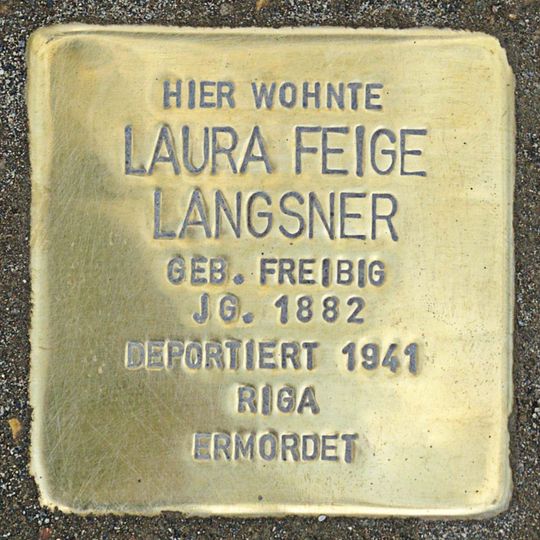 HIER WOHNTE
LAURA FEIGE
LANGSNER
GEB. FREIBIG
JG. 1882
DEPORTIERT 1941
RIGA
ERMORDET